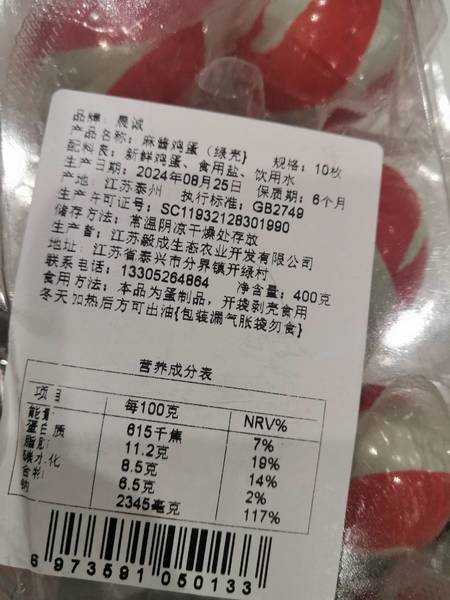 品牌：晨诚
产品名称：麻酱鸡蛋（绿壳} 规格：10枚
配料表：新鲜鸡蛋、食用盐、饮用水
生产日期：2024年08月25日 保质期：6个月
产地：江苏泰州 执行标准：GB2749
生产许可证号：SC11932128301990
储存方法：常温阴凉干燥处存放
生产者：江苏毅成生态农业开发有限公司
地址：江苏省泰兴市分界镇开绿村
联系电话：13305264864 净含量：400克
食用方法：本品为蛋制品，开袋剥壳食用
冬天加热后方可出油{包装漏气胀袋勿食}
营养成分表
项目 每100克 NRV%
能量 615千焦 7%
蛋白质 11.2克 19%
脂肪 8.5克 14%
碳水化 6.5克 2%
合物 2345毫克 117%
6 973591 050133